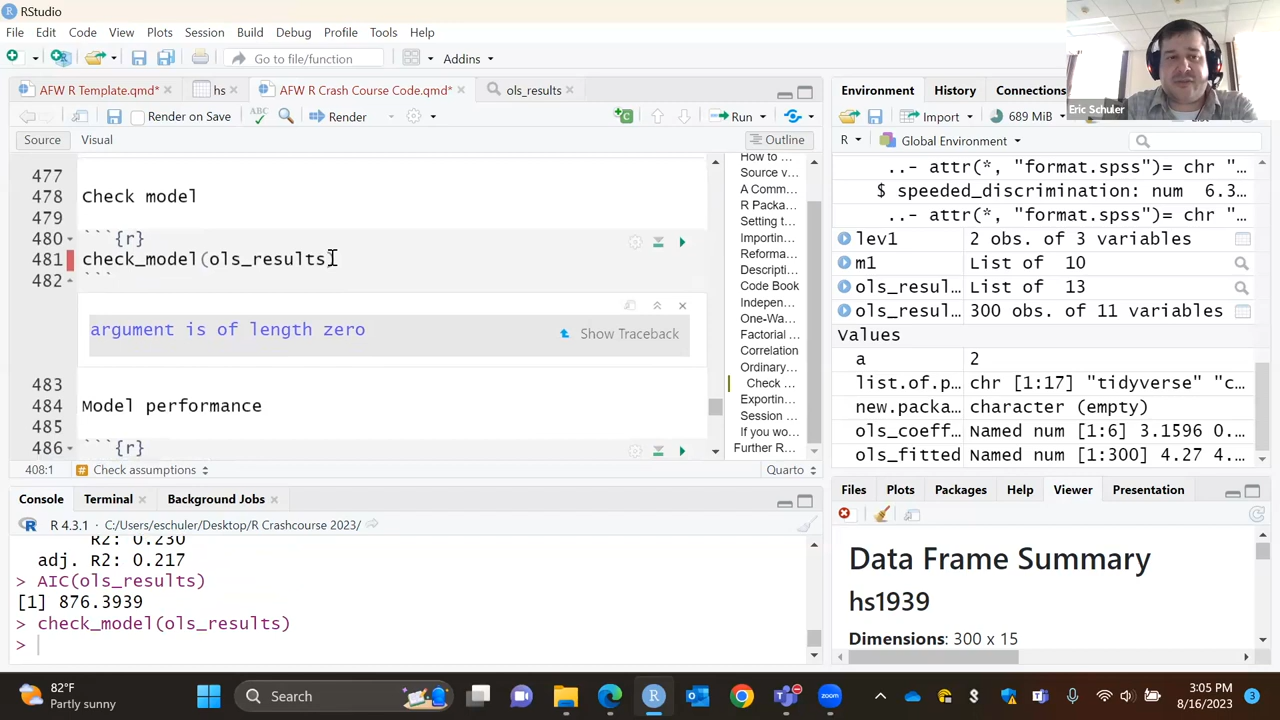 RStudio
File Edit Code View Plots Session Build Debug Profile Tools Help
Go to file/function Addins
AFW R Template.qmd* hs AFW R Crash Course Code.qmd* ols_results
Render on Save ABC Render Run
Source Visual Outline
477
478 Check model
479
480 ```{r}
481 check_model(ols_results)
482 ```
argument is of length zero
Show Traceback
483
484 Model performance
485
486 ```{r}
408:1 Check assumptions Quarto
How to ...
Source v...
A Comm...
R Packa...
Setting t...
Importin...
Reforma...
Descripti...
Code Book
Indepen...
One-Wa...
Factorial ...
Correlation
Ordinary...
Check ...
Exportin...
Session ...
If you wo...
Further R...
Console Terminal Background Jobs
R 4.3.1 · C:/Users/eschuler/Desktop/R Crashcourse 2023/
R2: 0.230
adj. R2: 0.217
> AIC(ols_results)
[1] 876.3939
> check_model(ols_results)
>
Eric Schuler
Environment History Connections
Import 689 MiB
R Global Environment
..- attr(*, "format.spss")= chr "...
$ speeded_discrimination: num 6.3...
..- attr(*, "format.spss")= chr "...
lev1 2 obs. of 3 variables
m1 List of 10
ols_resul... List of 13
ols_resul... 300 obs. of 11 variables
Values
a 2
list.of.p... chr [1:17] "tidyverse" "c...
new.packa... character (empty)
ols_coeff... Named num [1:6] 3.1596 0....
ols_fitted Named num [1:300] 4.27 4....
Files Plots Packages Help Viewer Presentation
Data Frame Summary
hs1939
Dimensions: 300 x 15
82°F
Partly sunny
Search
zoom
3:05 PM
8/16/2023
3